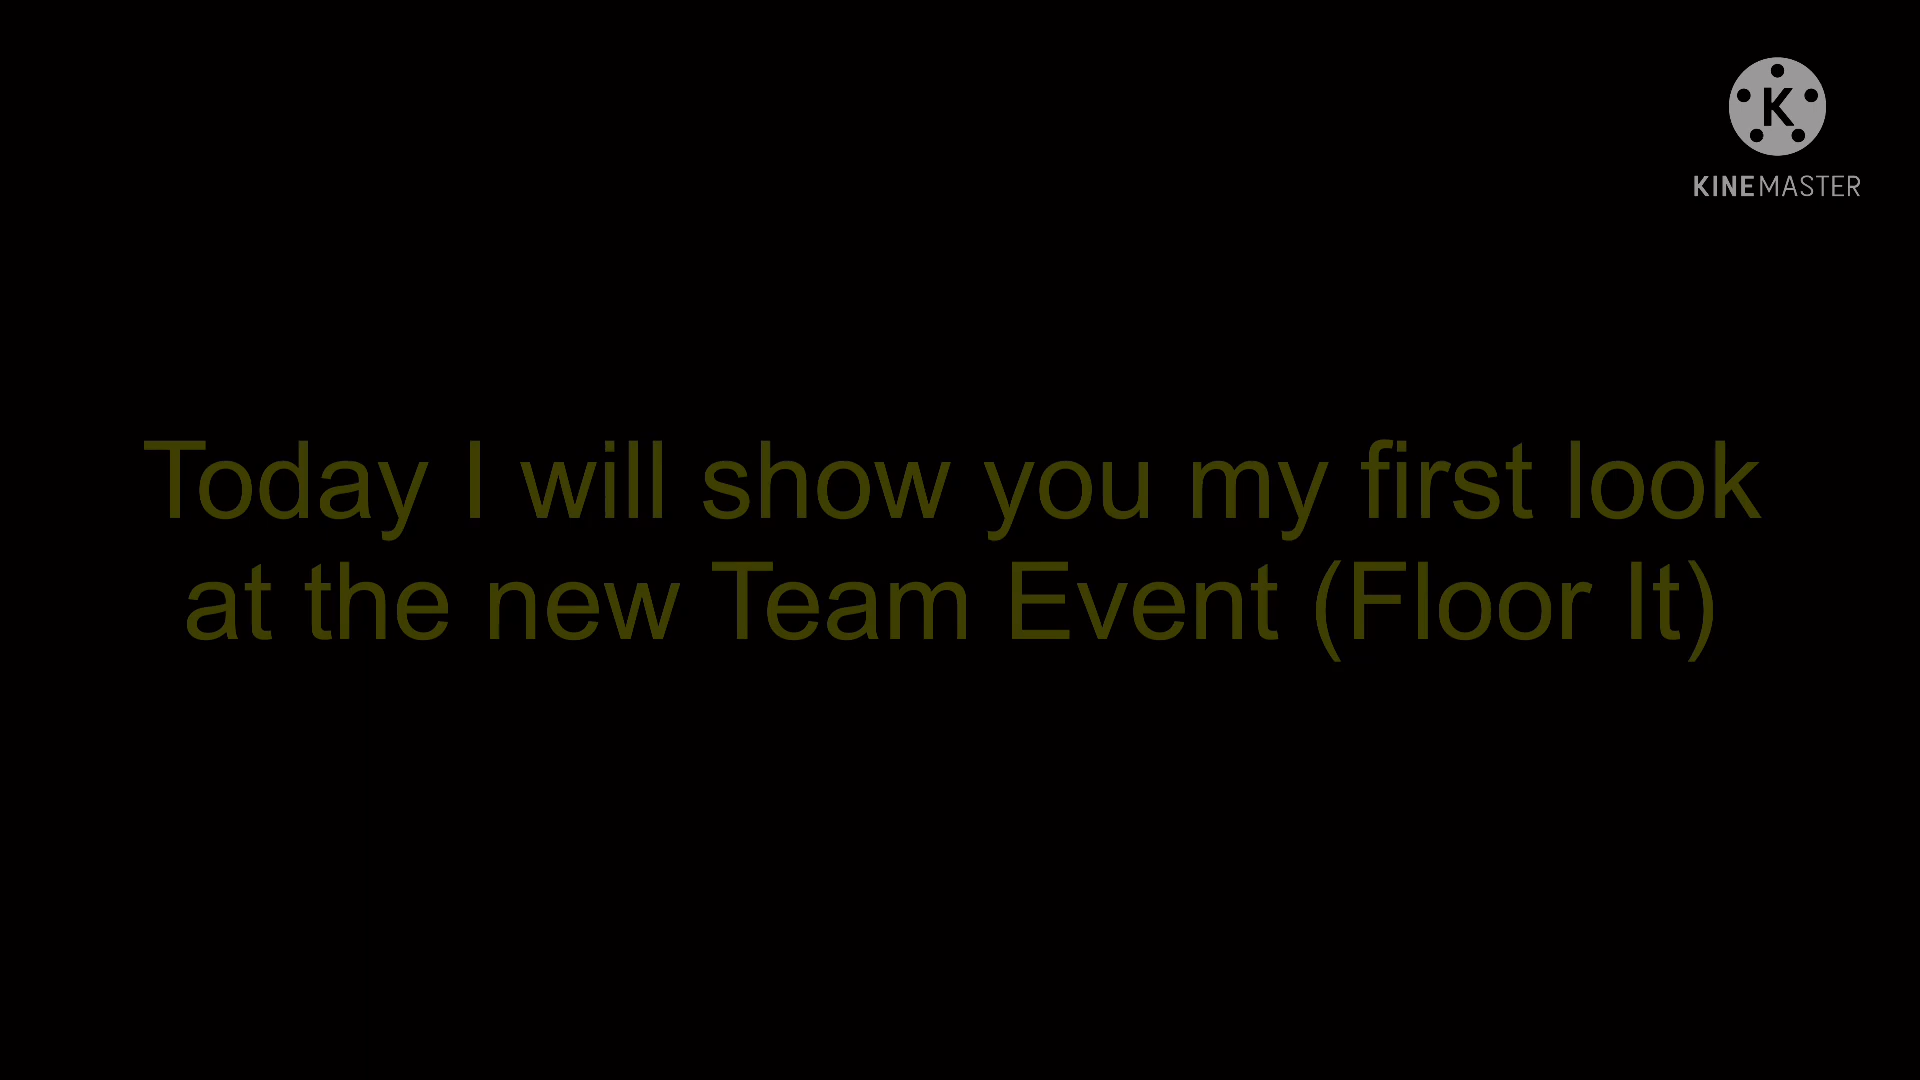 K
KINEMASTER
Today I will show you my first look
at the new Team Event (Floor It)